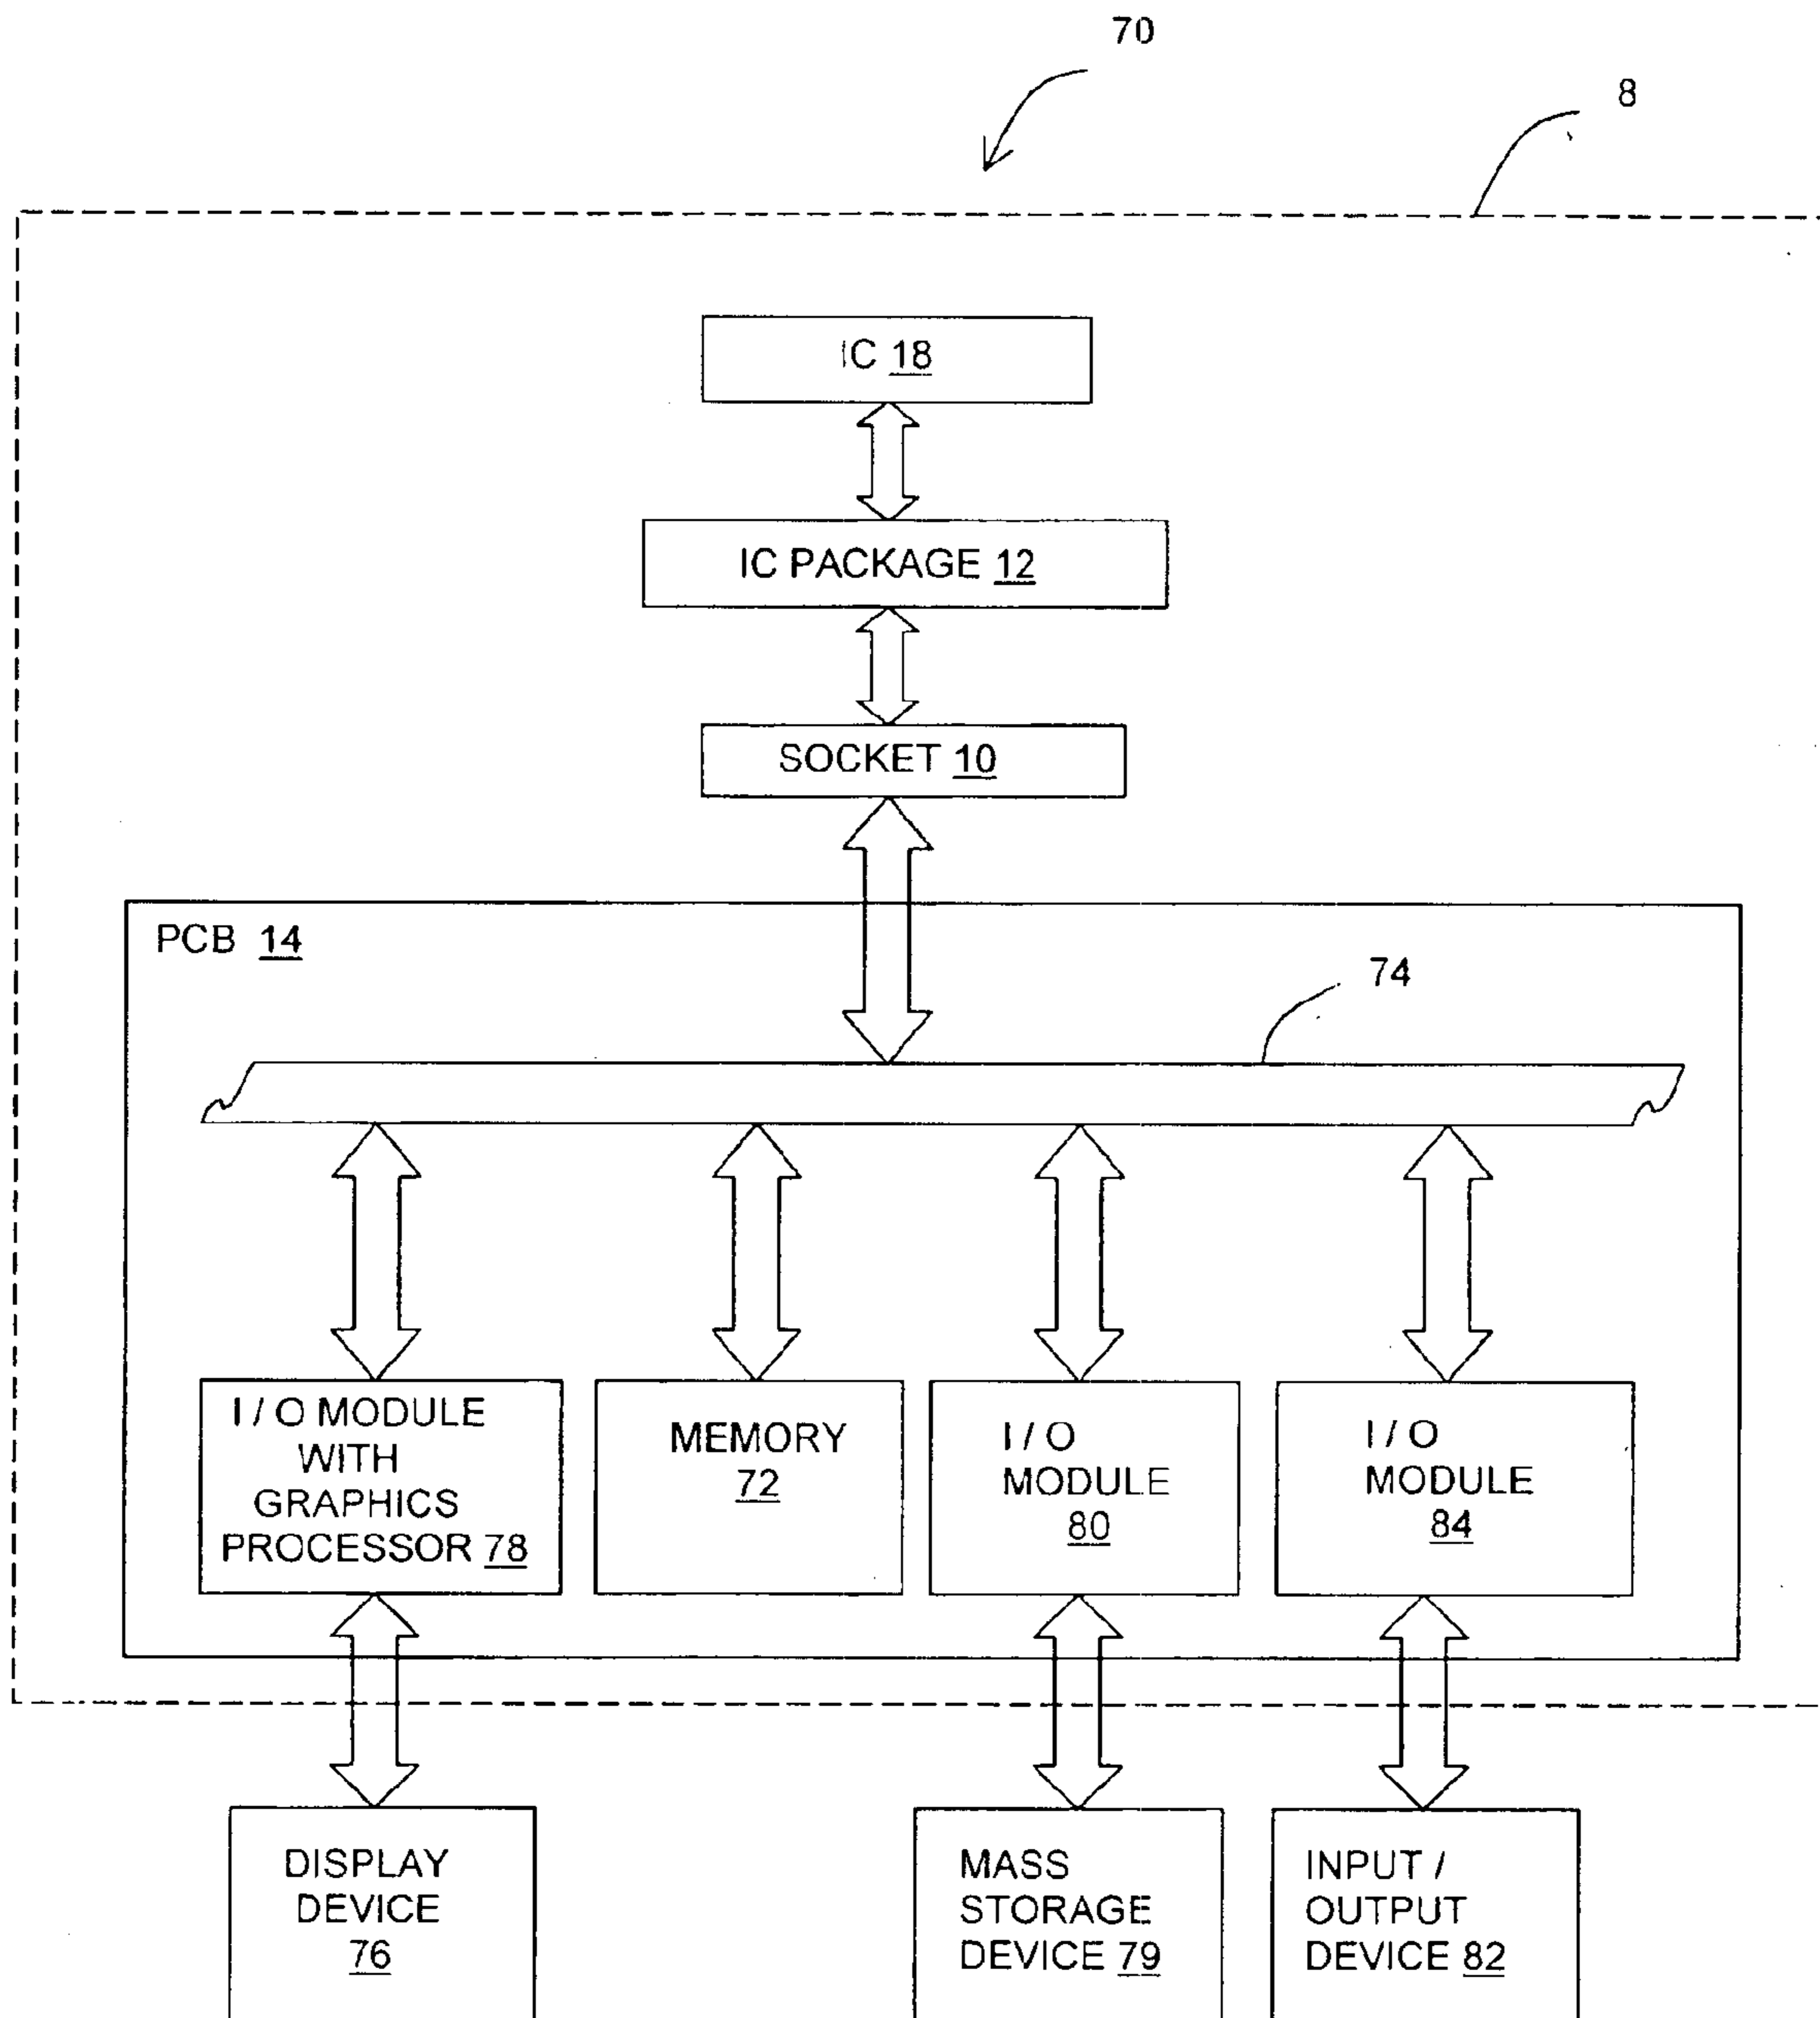 70
8
IC 18
IC PACKAGE 12
SOCKET 10
PCB 14
74
I / O MODULE
WITH
GRAPHICS
PROCESSOR 78
MEMORY
72
I / O
MODULE
80
I / O
MODULE
84
DISPLAY
DEVICE
76
MASS
STORAGE
DEVICE 79
INPUT /
OUTPUT
DEVICE 82